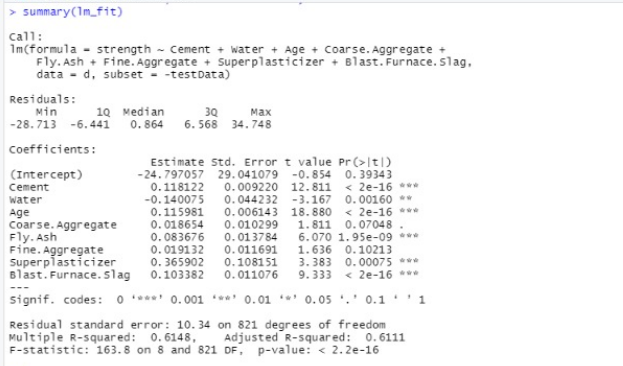 > summary(lm_fit)
Call:
lm(formula = strength ~ Cement + Water + Age + Coarse.Aggregate +
    Fly.Ash + Fine.Aggregate + Superplasticizer + Blast.Furnace.Slag,
    data = d, subset = -testData)
Residuals:
    Min      1Q  Median      3Q     Max
-28.713  -6.441   0.864   6.568  34.748
Coefficients:
                     Estimate Std. Error t value Pr(>|t|)
(Intercept)        -24.797057  29.041079  -0.854  0.39343
Cement               0.118122   0.009220  12.811  < 2e-16 ***
Water               -0.140075   0.044232  -3.167  0.00160 **
Age                  0.115981   0.006143  18.880  < 2e-16 ***
Coarse.Aggregate     0.018654   0.010299   1.811  0.07048 .
Fly.Ash              0.083676   0.013784   6.070 1.95e-09 ***
Fine.Aggregate       0.019132   0.011691   1.636  0.10213
Superplasticizer     0.365902   0.108151   3.383  0.00075 ***
Blast.Furnace.Slag   0.103382   0.011076   9.333  < 2e-16 ***
---
Signif. codes:  0 ‘***’ 0.001 ‘**’ 0.01 ‘*’ 0.05 ‘.’ 0.1 ‘ ’ 1
Residual standard error: 10.34 on 821 degrees of freedom
Multiple R-squared:  0.6148,	Adjusted R-squared:  0.6111
F-statistic: 163.8 on 8 and 821 DF,  p-value: < 2.2e-16